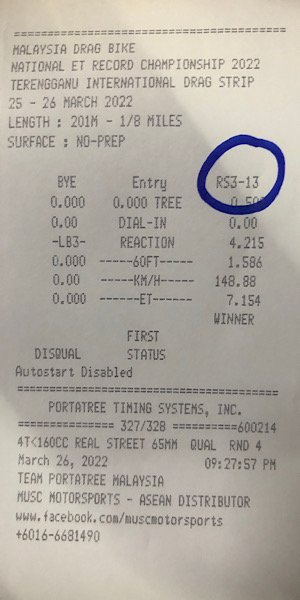 MALAYSIA DRAG BIKE
NATIONAL ET RECORD CHAMPIONSHIP 2022
TERENGGANU INTERNATIONAL DRAG STRIP
25 - 26 MARCH 2022
LENGTH : 201M - 1/8 MILES
SURFACE : NO-PREP
BYE Entry RS3-13
0.000 0.000 TREE
0.00 DIAL-IN 0.00
-LB3- REACTION 4.215
0.000 -----60FT----- 1.586
0.00 -----KM/H----- 148.88
0.000 ------ET------ 7.154
WINNER
FIRST
DISQUAL STATUS
Autostart Disabled
PORTATREE TIMING SYSTEMS, INC.
============== 327/328 ===========600214
4T<160CC REAL STREET 65MM QUAL RND 4
March 26, 2022 09:27:57 PM
TEAM PORTATREE MALAYSIA
MUSC MOTORSPORTS - ASEAN DISTRIBUTOR
www.facebook.com/muscmotorsports
+6016-6681490